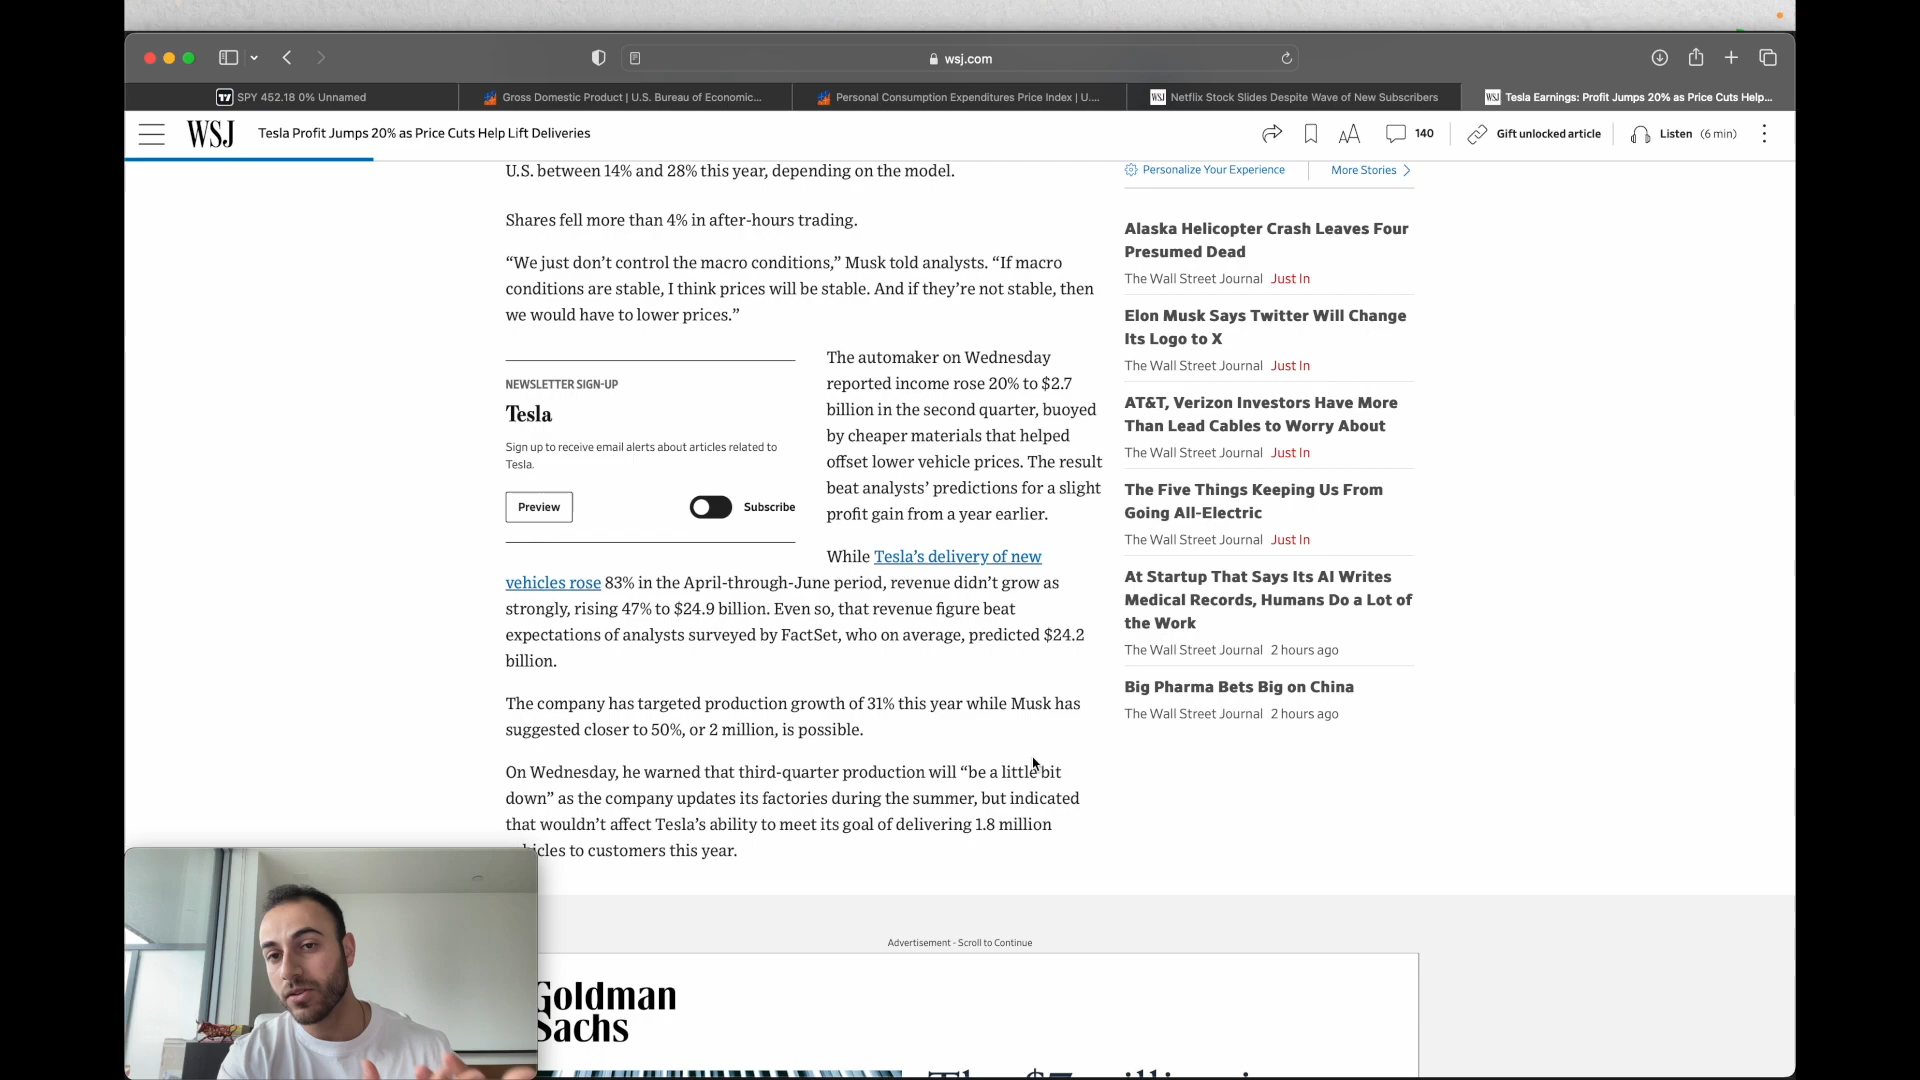 wsj.com
SPY 452.18 0% Unnamed
Gross Domestic Product | U.S. Bureau of Economic...
Personal Consumption Expenditures Price Index | U....
WSJ Netflix Stock Slides Despite Wave of New Subscribers
WSJ Tesla Earnings: Profit Jumps 20% as Price Cuts Help...
WSJ Tesla Profit Jumps 20% as Price Cuts Help Lift Deliveries
AA 140 Gift unlocked article Listen (6 min)
U.S. between 14% and 28% this year, depending on the model.
Shares fell more than 4% in after-hours trading.
“We just don’t control the macro conditions,” Musk told analysts. “If macro
conditions are stable, I think prices will be stable. And if they’re not stable, then
we would have to lower prices.”
NEWSLETTER SIGN-UP
Tesla
Sign up to receive email alerts about articles related to
Tesla.
Preview Subscribe
The automaker on Wednesday
reported income rose 20% to $2.7
billion in the second quarter, buoyed
by cheaper materials that helped
offset lower vehicle prices. The result
beat analysts’ predictions for a slight
profit gain from a year earlier.
While Tesla’s delivery of new
vehicles rose 83% in the April-through-June period, revenue didn’t grow as
strongly, rising 47% to $24.9 billion. Even so, that revenue figure beat
expectations of analysts surveyed by FactSet, who on average, predicted $24.2
billion.
The company has targeted production growth of 31% this year while Musk has
suggested closer to 50%, or 2 million, is possible.
On Wednesday, he warned that third-quarter production will “be a little bit
down” as the company updates its factories during the summer, but indicated
that wouldn’t affect Tesla’s ability to meet its goal of delivering 1.8 million
to customers this year.
Personalize Your Experience More Stories
Alaska Helicopter Crash Leaves Four
Presumed Dead
The Wall Street Journal Just In
Elon Musk Says Twitter Will Change
Its Logo to X
The Wall Street Journal Just In
AT&T, Verizon Investors Have More
Than Lead Cables to Worry About
The Wall Street Journal Just In
The Five Things Keeping Us From
Going All-Electric
The Wall Street Journal Just In
At Startup That Says Its AI Writes
Medical Records, Humans Do a Lot of
the Work
The Wall Street Journal 2 hours ago
Big Pharma Bets Big on China
The Wall Street Journal 2 hours ago
Advertisement - Scroll to Continue
Goldman
Sachs